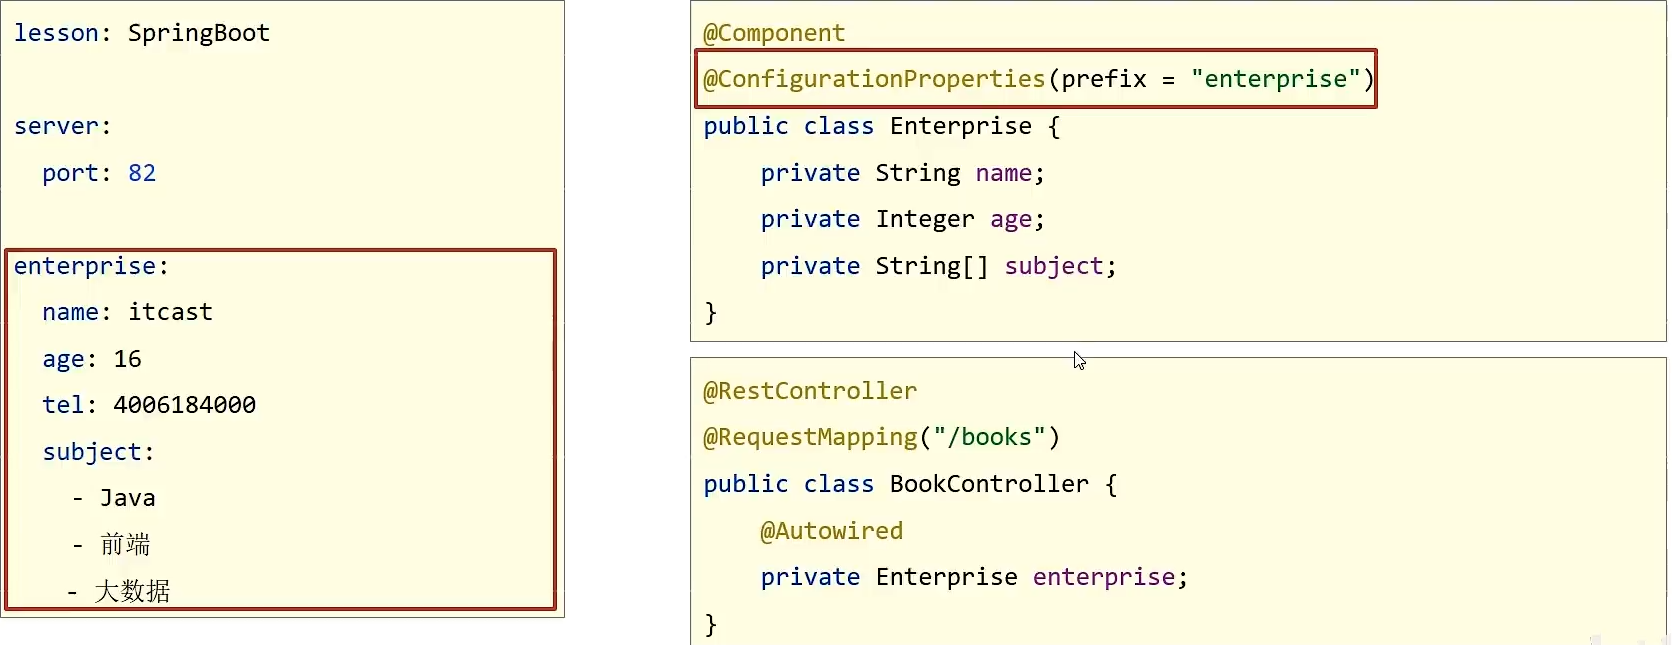 lesson: SpringBoot
server:
  port: 82
enterprise:
  name: itcast
  age: 16
  tel: 4006184000
  subject:
    - Java
    - 前端
    - 大数据
@Component
@ConfigurationProperties(prefix = "enterprise")
public class Enterprise {
    private String name;
    private Integer age;
    private String[] subject;
}
@RestController
@RequestMapping("/books")
public class BookController {
    @Autowired
    private Enterprise enterprise;
}